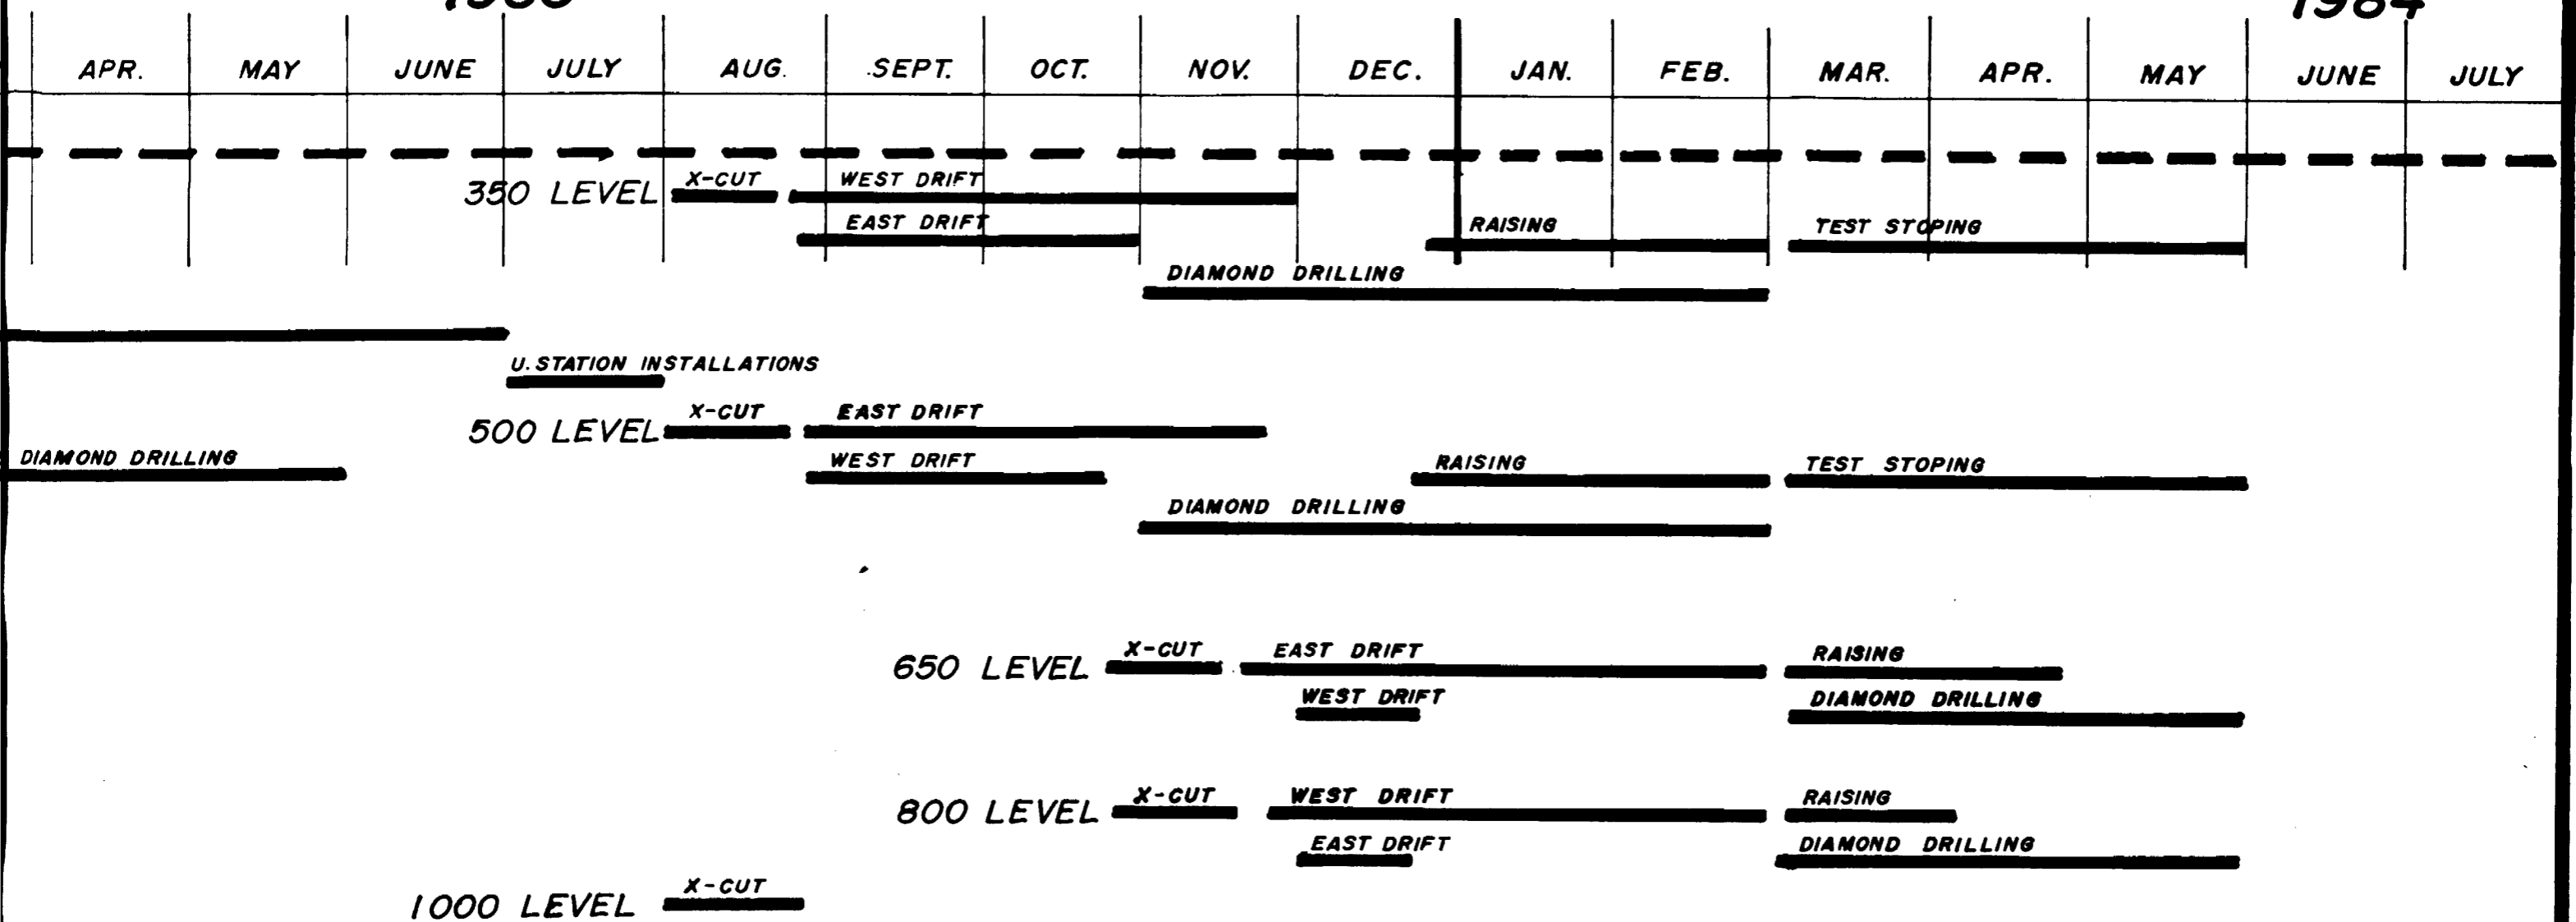 1984
APR. MAY JUNE JULY AUG. SEPT. OCT. NOV. DEC. JAN. FEB. MAR. APR. MAY JUNE JULY
350 LEVEL X-CUT WEST DRIFT
EAST DRIFT RAISING TEST STOPING
DIAMOND DRILLING
U. STATION INSTALLATIONS
500 LEVEL X-CUT EAST DRIFT
DIAMOND DRILLING WEST DRIFT RAISING TEST STOPING
DIAMOND DRILLING
650 LEVEL X-CUT EAST DRIFT RAISING
WEST DRIFT DIAMOND DRILLING
800 LEVEL X-CUT WEST DRIFT RAISING
EAST DRIFT DIAMOND DRILLING
1000 LEVEL X-CUT